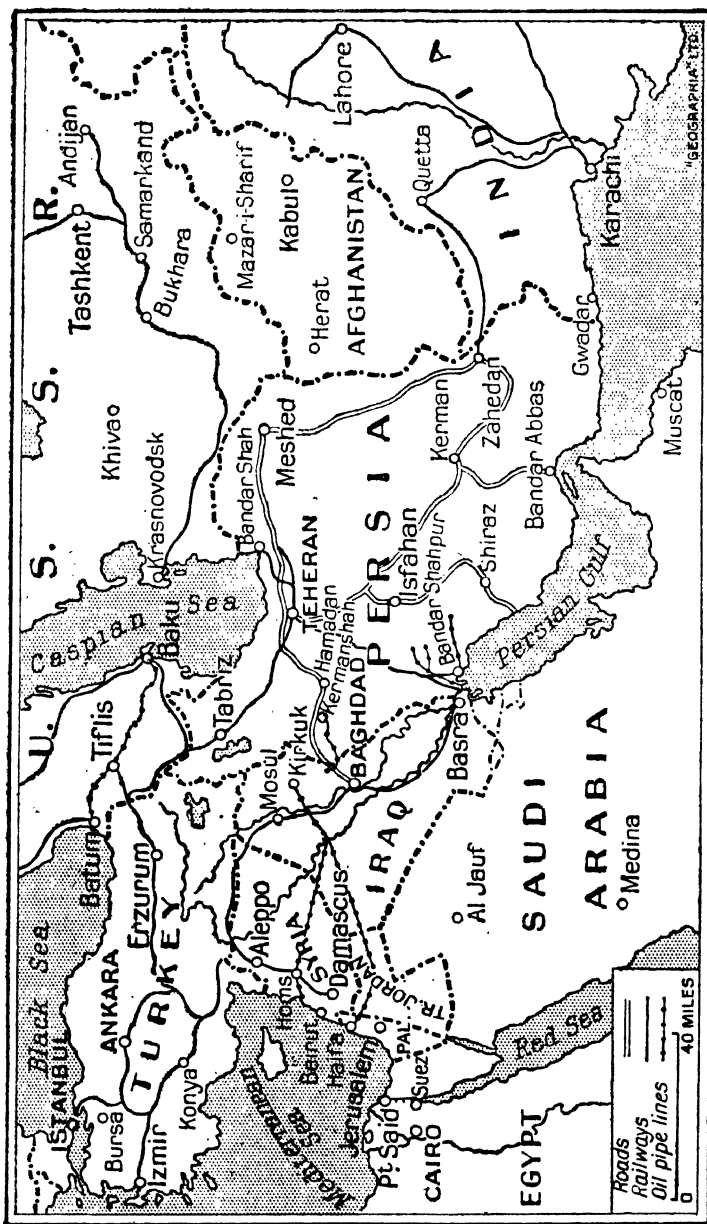 Black Sea
U. S. S. R.
ISTANBUL
Bursa
ANKARA
Izmir
Konya
TURKEY
Erzurum
Batum
Tiflis
Baku
Caspian Sea
Krasnovodsk
Khiva
Tashkent
Andijan
Samarkand
Bukhara
Tabriz
Mosul
Kirkuk
Aleppo
Homs
SYRIA
Damascus
Beirut
Haifa
Mediterranean
Sea
Jerusalem
PAL.
TR. JORDAN
Pt. Said
Suez
CAIRO
EGYPT
Red Sea
IRAQ
BAGHDAD
Basra
Hamadan
Kermanshah
TEHERAN
Bandar Shah
Meshed
PERSIA
Isfahan
Bandar Shahpur
Shiraz
Kerman
Zahedan
Bandar Abbas
Persian Gulf
Mazar-i-Sharif
Kabul
Herat
AFGHANISTAN
Quetta
Lahore
INDIA
Karachi
Gwadar
Muscat
Al Jauf
SAUDI
ARABIA
Medina
Roads
Railways
Oil pipe lines
0 40 MILES
"GEOGRAPHIA" LTD.